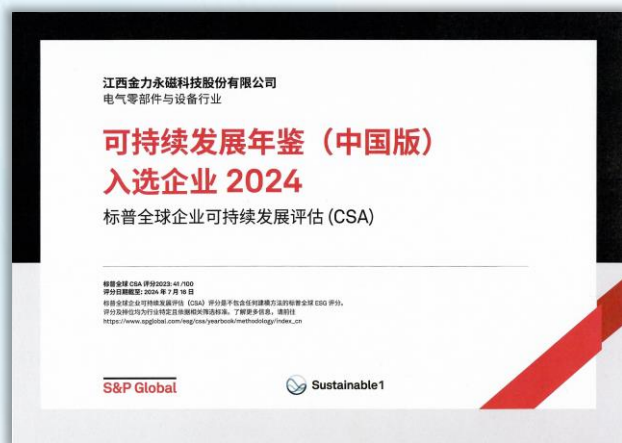 江西金力永磁科技股份有限公司
电气零部件与设备行业
可持续发展年鉴（中国版）
入选企业 2024
标普全球企业可持续发展评估 (CSA)
标普全球 CSA 评分2023: 41 /100
评分日期截至: 2024 年 7 月 18 日
标普全球企业可持续发展评估（CSA）评分是不包含任何建模方法的标普全球 ESG 评分。
评分及排位均为行业特定且依据相关筛选标准。了解更多信息，请前往
https://www.spglobal.com/esg/csa/yearbook/methodology/index_cn
S&P Global
Sustainable1